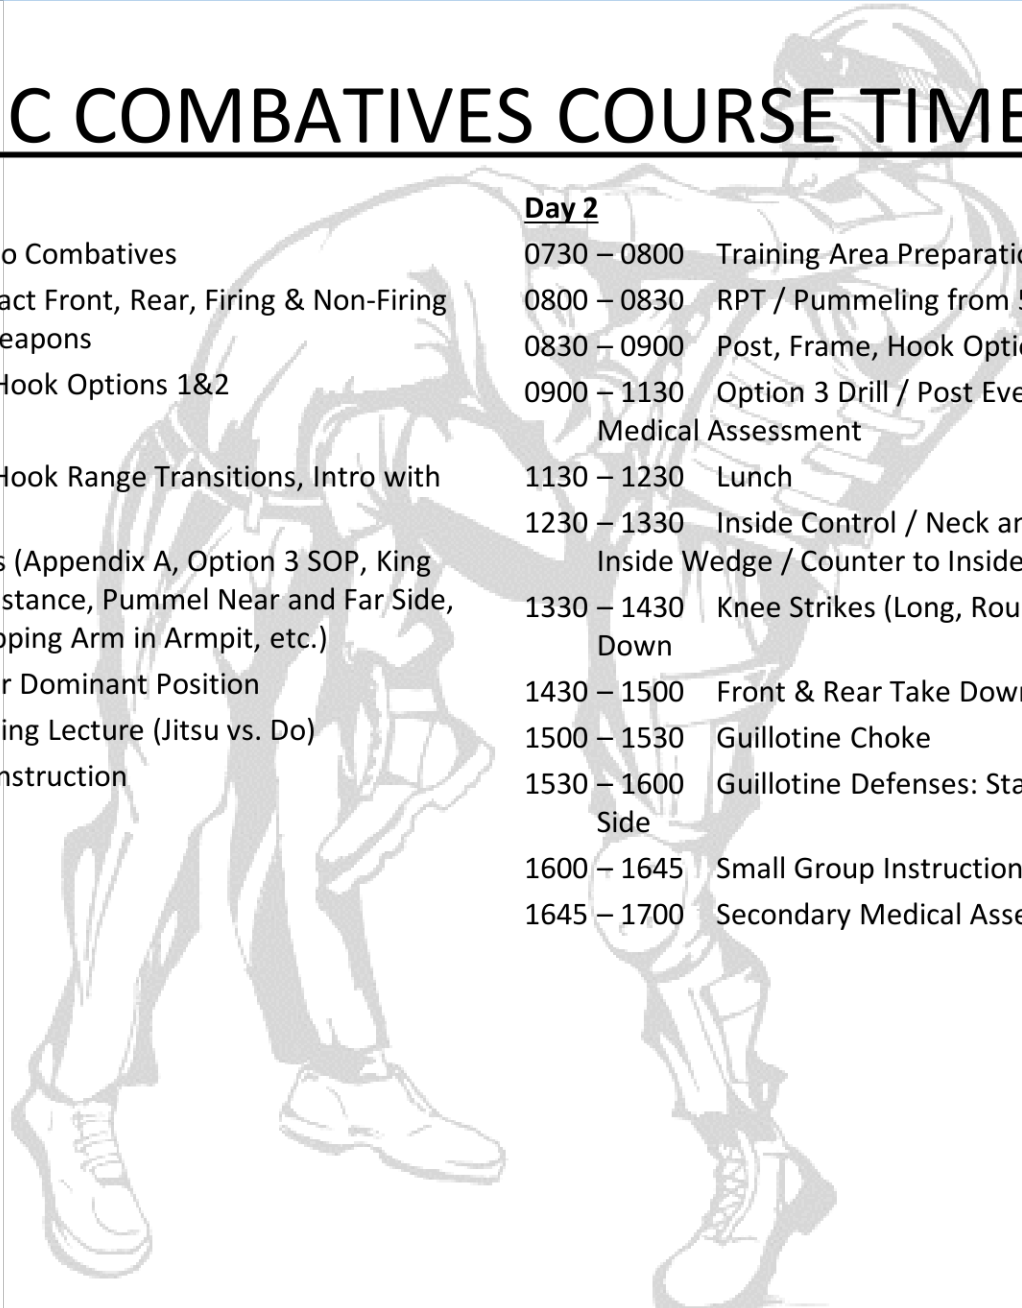 C COMBATIVES COURSE TIME
o Combatives
act Front, Rear, Firing & Non-Firing
eapons
Hook Options 1&2
Hook Range Transitions, Intro with
s (Appendix A, Option 3 SOP, King
stance, Pummel Near and Far Side,
pping Arm in Armpit, etc.)
r Dominant Position
ing Lecture (Jitsu vs. Do)
nstruction
Day 2
0730 – 0800 Training Area Preparatio
0800 – 0830 RPT / Pummeling from 5
0830 – 0900 Post, Frame, Hook Optio
0900 – 1130 Option 3 Drill / Post Eve
Medical Assessment
1130 – 1230 Lunch
1230 – 1330 Inside Control / Neck an
Inside Wedge / Counter to Inside
1330 – 1430 Knee Strikes (Long, Rou
Down
1430 – 1500 Front & Rear Take Down
1500 – 1530 Guillotine Choke
1530 – 1600 Guillotine Defenses: Sta
Side
1600 – 1645 Small Group Instruction
1645 – 1700 Secondary Medical Asse